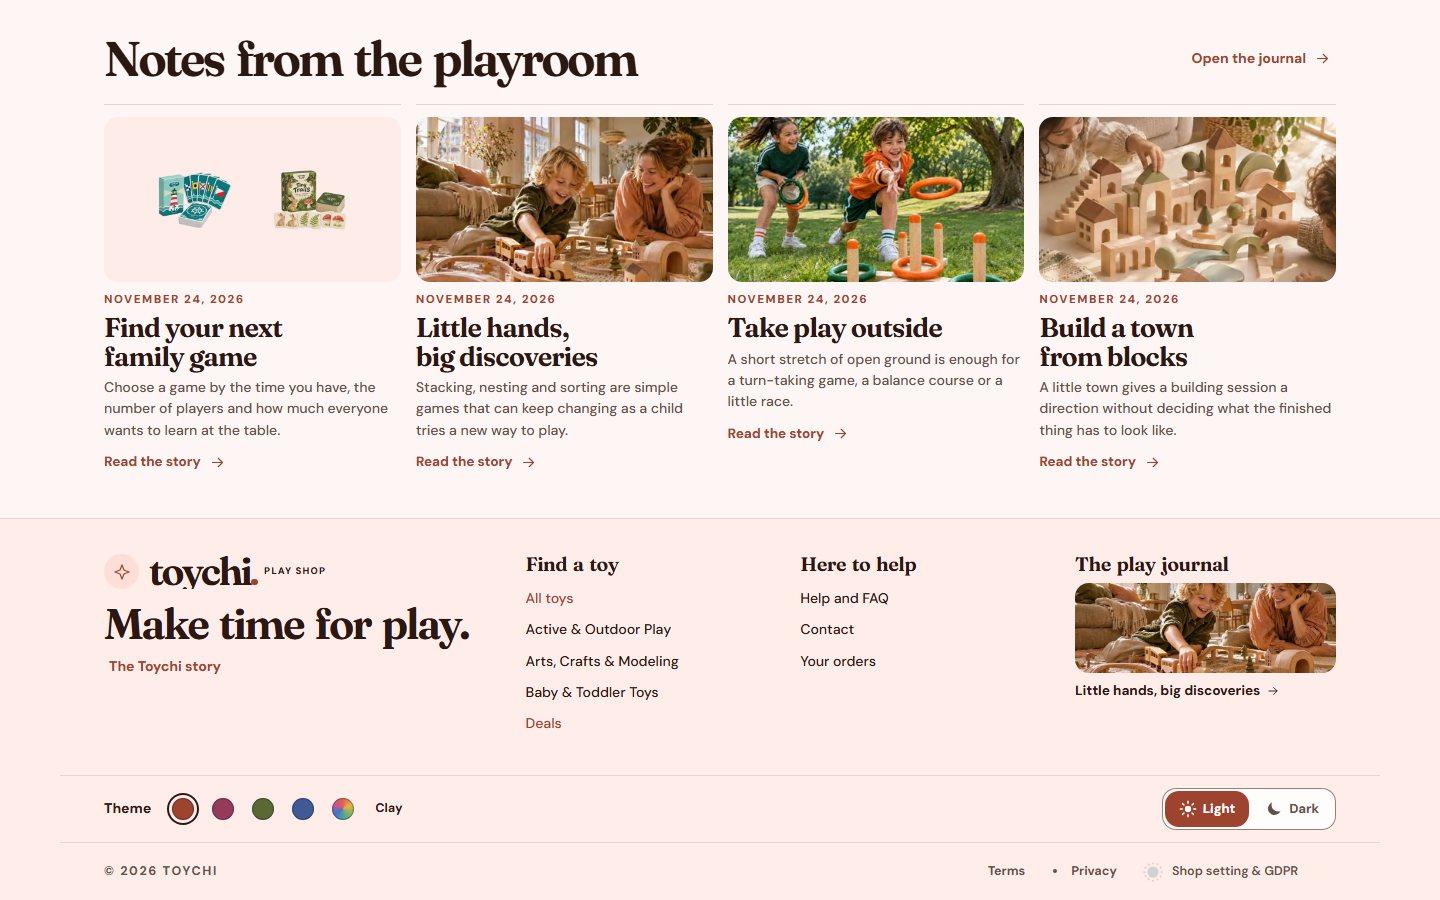 Notes from the playroom
Open the journal
NOVEMBER 24, 2026
Find your next
family game
Choose a game by the time you have, the
number of players and how much everyone
wants to learn at the table.
Read the story
NOVEMBER 24, 2026
Little hands,
big discoveries
Stacking, nesting and sorting are simple
games that can keep changing as a child
tries a new way to play.
Read the story
NOVEMBER 24, 2026
Take play outside
A short stretch of open ground is enough for
a turn-taking game, a balance course or a
little race.
Read the story
NOVEMBER 24, 2026
Build a town
from blocks
A little town gives a building session a
direction without deciding what the finished
thing has to look like.
Read the story
toychi. PLAY SHOP
Make time for play.
The Toychi story
Find a toy
All toys
Active & Outdoor Play
Arts, Crafts & Modeling
Baby & Toddler Toys
Deals
Here to help
Help and FAQ
Contact
Your orders
The play journal
Little hands, big discoveries
Theme
Clay
Light
Dark
© 2026 TOYCHI
Terms
• Privacy
Shop setting & GDPR